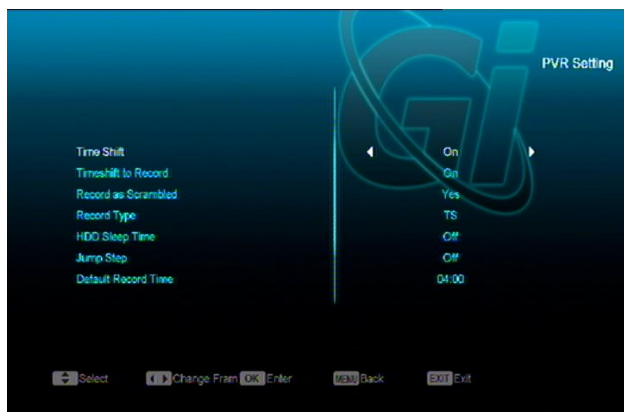 PVR Setting
Time Shift On
Timeshift to Record On
Record as Scrambled Yes
Record Type TS
HDD Sleep Time Off
Jump Step Off
Default Record Time 04:00
Select Change Fram OK Enter MENU Back EXIT Exit